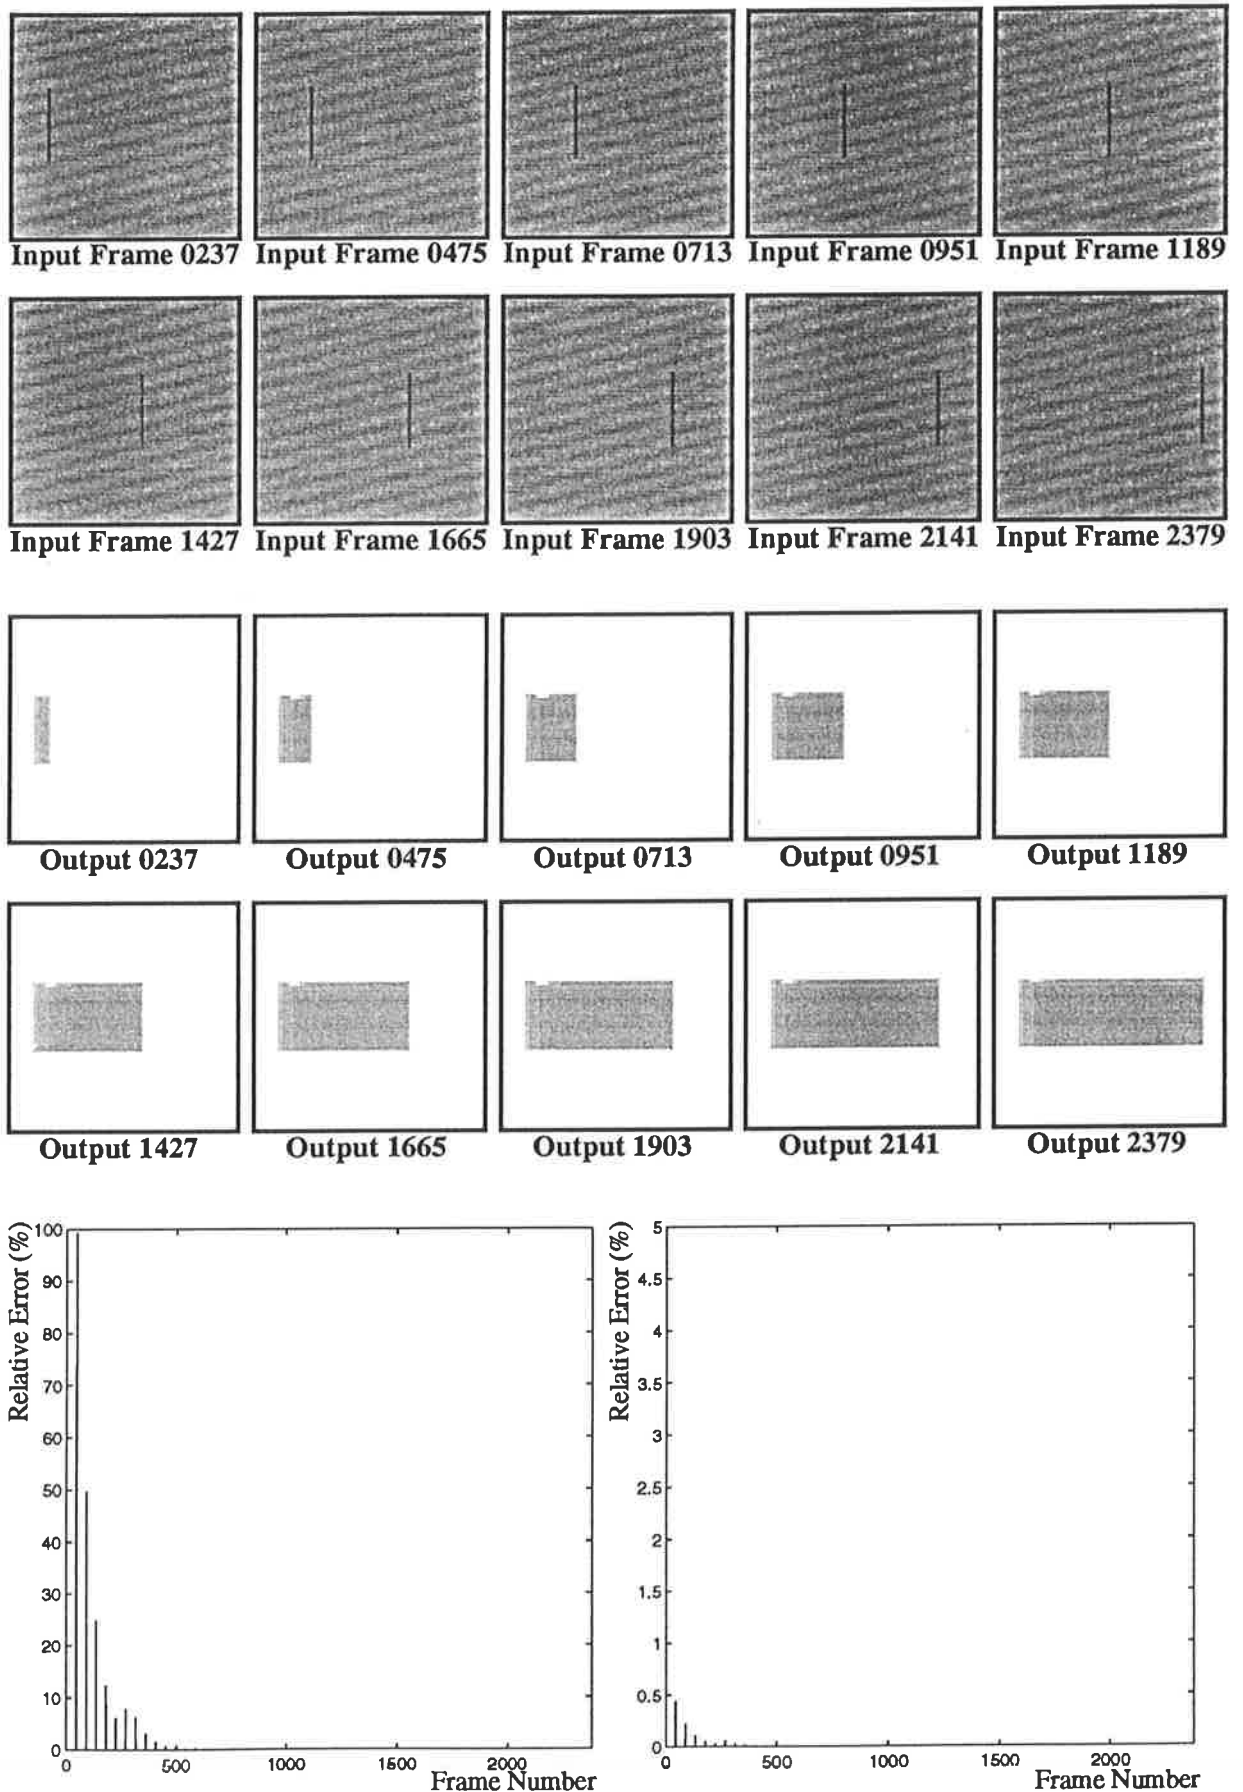 Input Frame 0237 Input Frame 0475 Input Frame 0713 Input Frame 0951 Input Frame 1189
Input Frame 1427 Input Frame 1665 Input Frame 1903 Input Frame 2141 Input Frame 2379
Output 0237 Output 0475 Output 0713 Output 0951 Output 1189
Output 1427 Output 1665 Output 1903 Output 2141 Output 2379
Relative Error (%)
100
90
80
70
60
50
40
30
20
10
0
0 500 1000 1500 2000
Frame Number
Relative Error (%)
5
4.5
4
3.5
3
2.5
2
1.5
1
0.5
0
0 500 1000 1500 2000
Frame Number